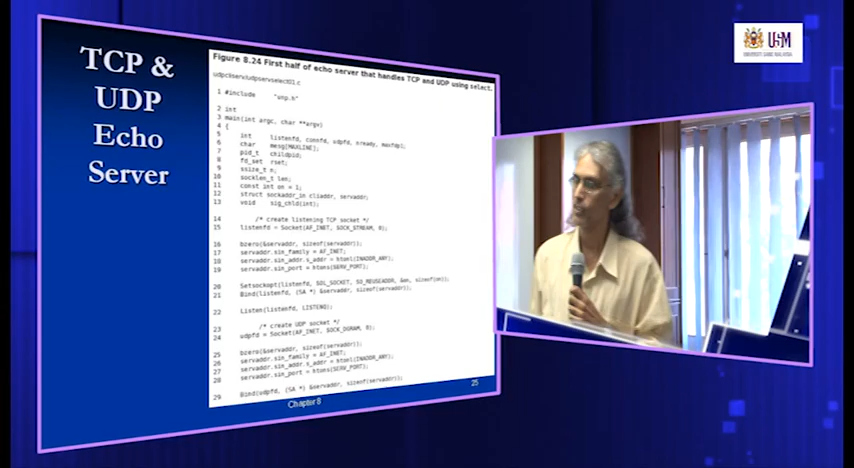 TCP &
UDP
Echo
Server
Figure 8.24 First half of echo server that handles TCP and UDP using select.
udpcliserv/udpservselect01.c
1 #include "unp.h"
2 int
3 main(int argc, char **argv)
4 {
5 int listenfd, connfd, udpfd, nready, maxfdp1;
6 char mesg[MAXLINE];
7 pid_t childpid;
8 fd_set rset;
9 ssize_t n;
10 socklen_t len;
11 const int on = 1;
12 struct sockaddr_in cliaddr, servaddr;
13 void sig_chld(int);
14 /* create listening TCP socket */
15 listenfd = Socket(AF_INET, SOCK_STREAM, 0);
16 bzero(&servaddr, sizeof(servaddr));
17 servaddr.sin_family = AF_INET;
18 servaddr.sin_addr.s_addr = htonl(INADDR_ANY);
19 servaddr.sin_port = htons(SERV_PORT);
20 Setsockopt(listenfd, SOL_SOCKET, SO_REUSEADDR, &on, sizeof(on));
21 Bind(listenfd, (SA *) &servaddr, sizeof(servaddr));
22 Listen(listenfd, LISTENQ);
23 /* create UDP socket */
24 udpfd = Socket(AF_INET, SOCK_DGRAM, 0);
25 bzero(&servaddr, sizeof(servaddr));
26 servaddr.sin_family = AF_INET;
27 servaddr.sin_addr.s_addr = htonl(INADDR_ANY);
28 servaddr.sin_port = htons(SERV_PORT);
29 Bind(udpfd, (SA *) &servaddr, sizeof(servaddr));
Chapter 8
25
USM
UNIVERSITI SAINS MALAYSIA